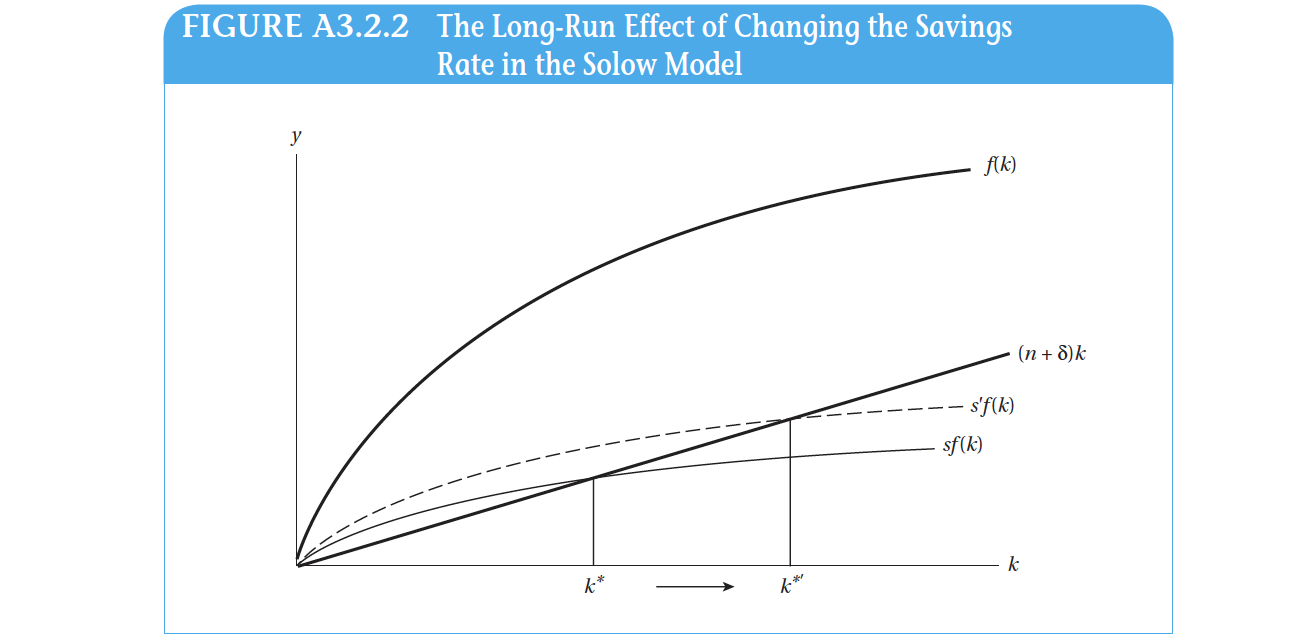 FIGURE A3.2.2 The Long-Run Effect of Changing the Savings
Rate in the Solow Model
y
f(k)
(n + δ)k
s'f(k)
sf(k)
k
k*
k*'